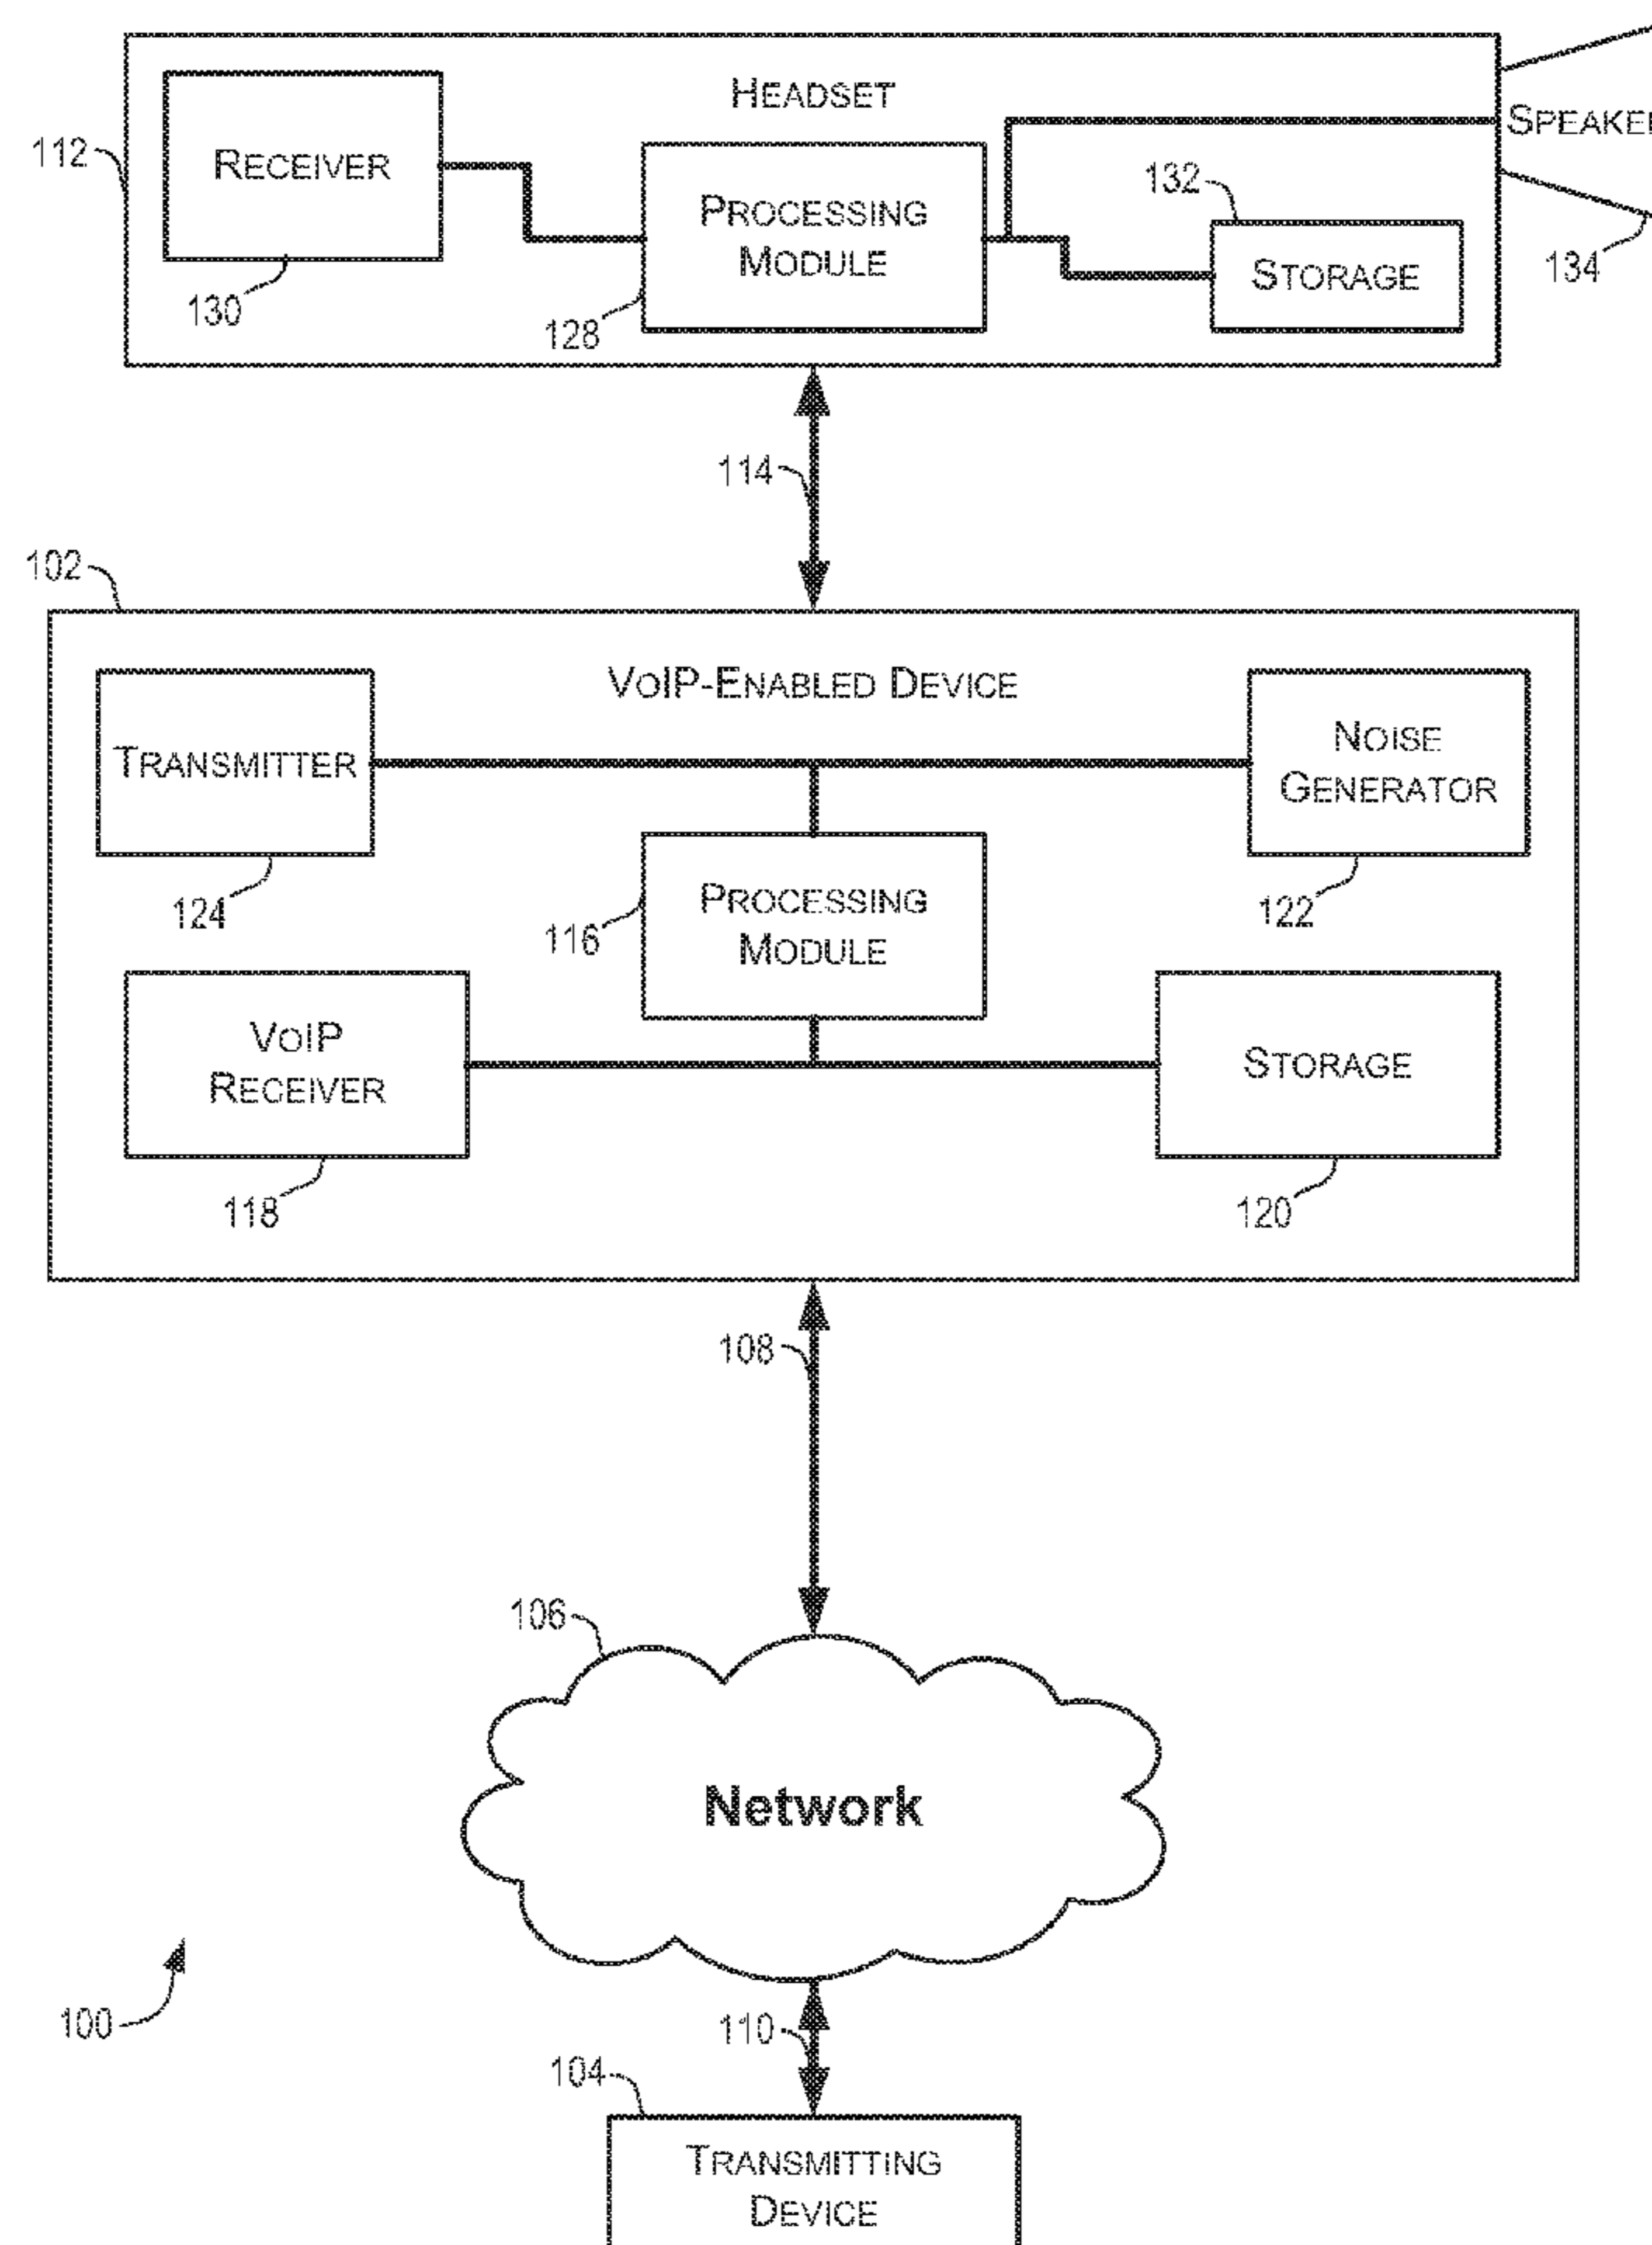 HEADSET
RECEIVER
SPEAKER
112
132
PROCESSING
MODULE
STORAGE
134
130
128
114
102
VOIP-ENABLED DEVICE
TRANSMITTER
NOISE
GENERATOR
124
PROCESSING
MODULE
122
116
VOIP
RECEIVER
STORAGE
118
120
108
106
Network
100
110
104
TRANSMITTING
DEVICE